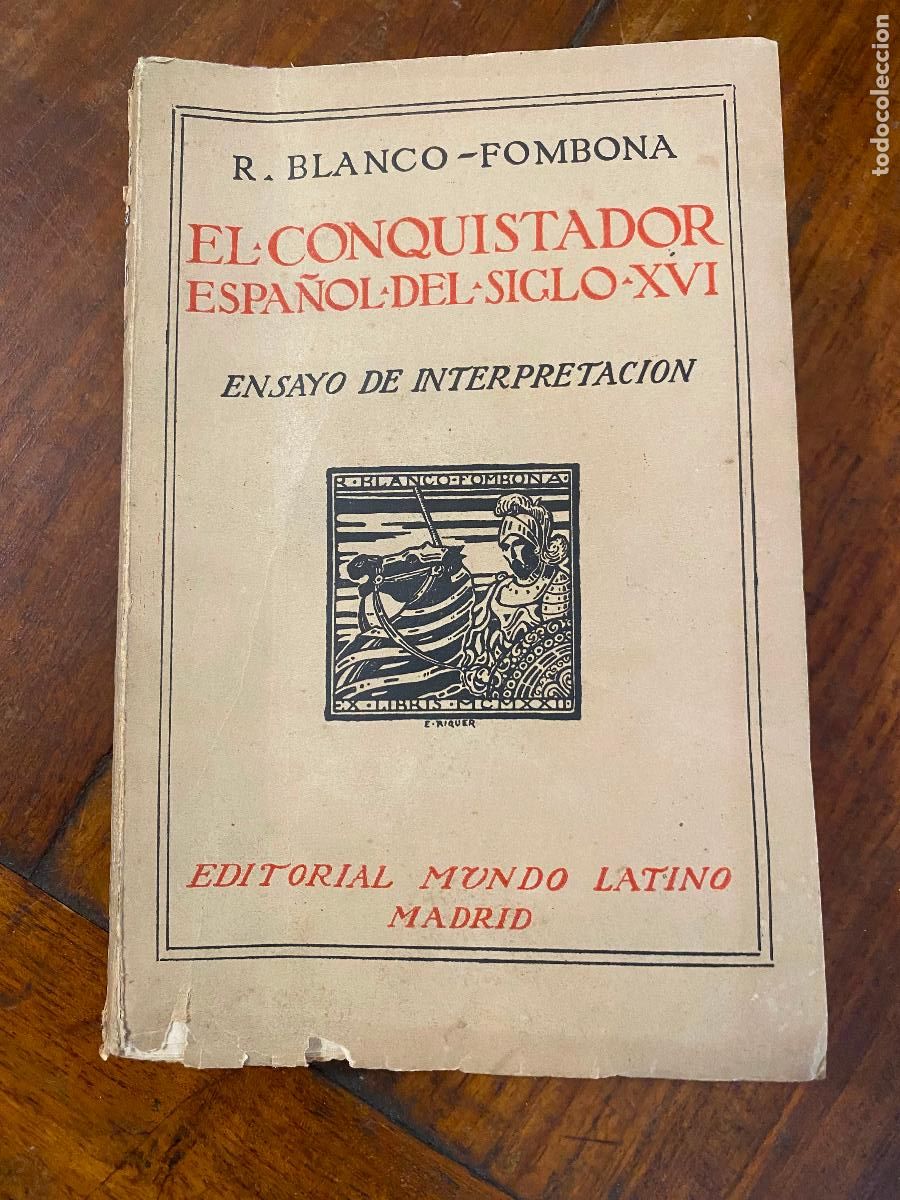 R. BLANCO-FOMBONA
EL·CONQUISTADOR
ESPAÑOL·DEL·SIGLO·XVI
ENSAYO DE INTERPRETACION
R·BLANCO-FOMBONA·
EX·LIBRIS·MCMXXII·
E·RIQUER
EDITORIAL MUNDO LATINO
MADRID
todocoleccion